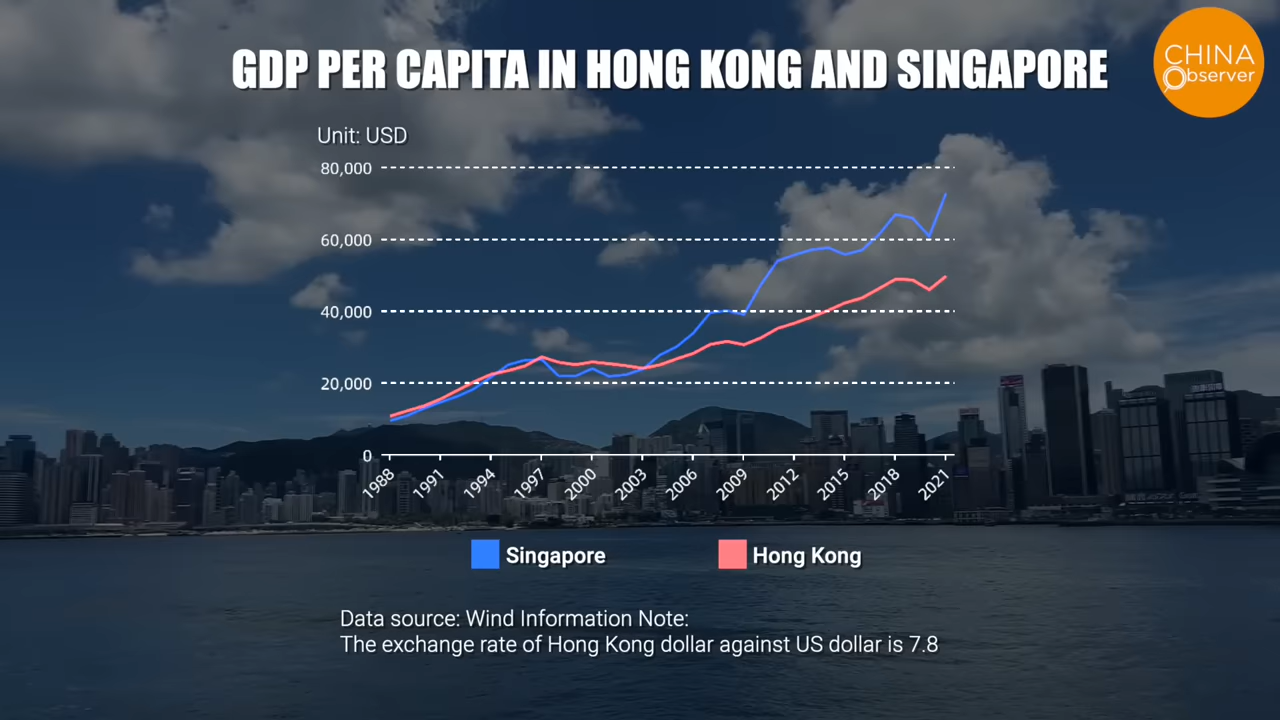 GDP PER CAPITA IN HONG KONG AND SINGAPORE
CHINA
Observer
Unit: USD
80,000
60,000
40,000
20,000
0
1988 1991 1994 1997 2000 2003 2006 2009 2012 2015 2018 2021
Singapore Hong Kong
Data source: Wind Information Note:
The exchange rate of Hong Kong dollar against US dollar is 7.8